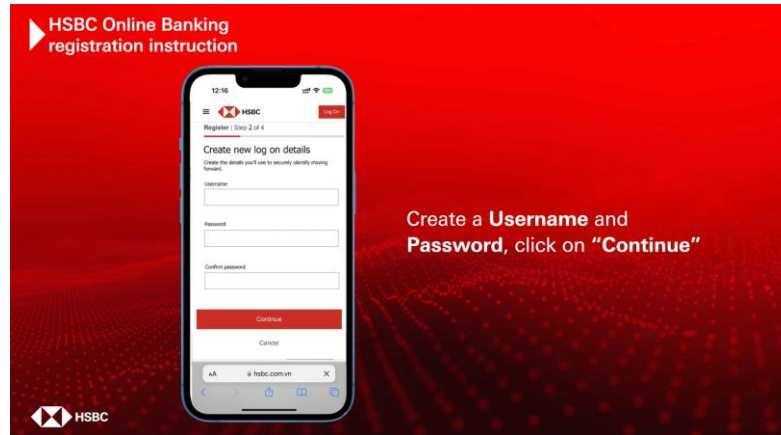 HSBC Online Banking
registration instruction
12:16
HSBC
Log On
Register | Step 2 of 4
Create new log on details
Create the details you'll use to securely identify moving
forward.
Username
Password
Confirm password
Continue
Cancel
AA
hsbc.com.vn
Create a Username and
Password, click on “Continue”
HSBC